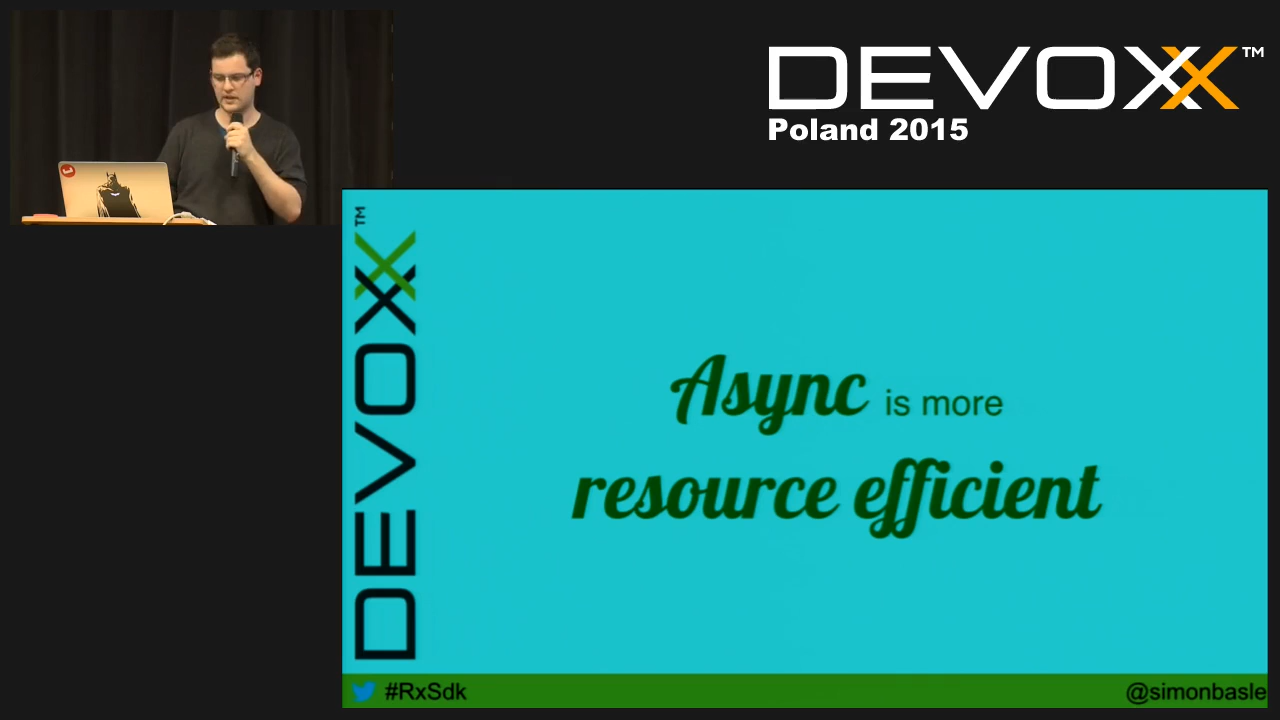 DEVOXX™
Poland 2015
DEVOXX™
Async is more
resource efficient
#RxSdk
@simonbasle